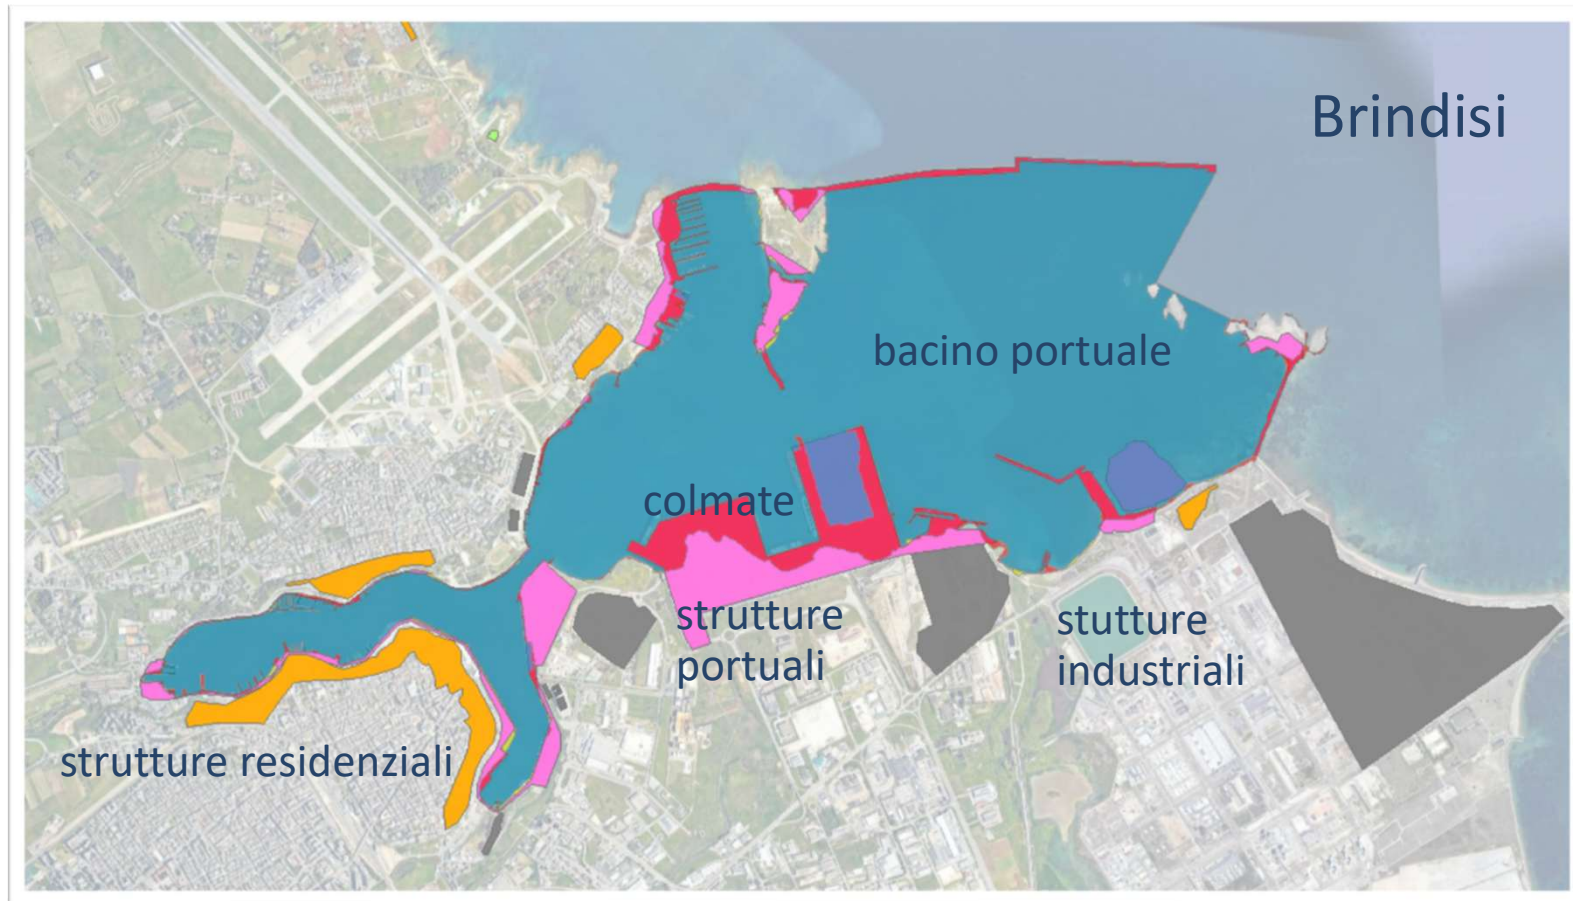 Brindisi
bacino portuale
colmate
strutture
portuali
stutture
industriali
strutture residenziali